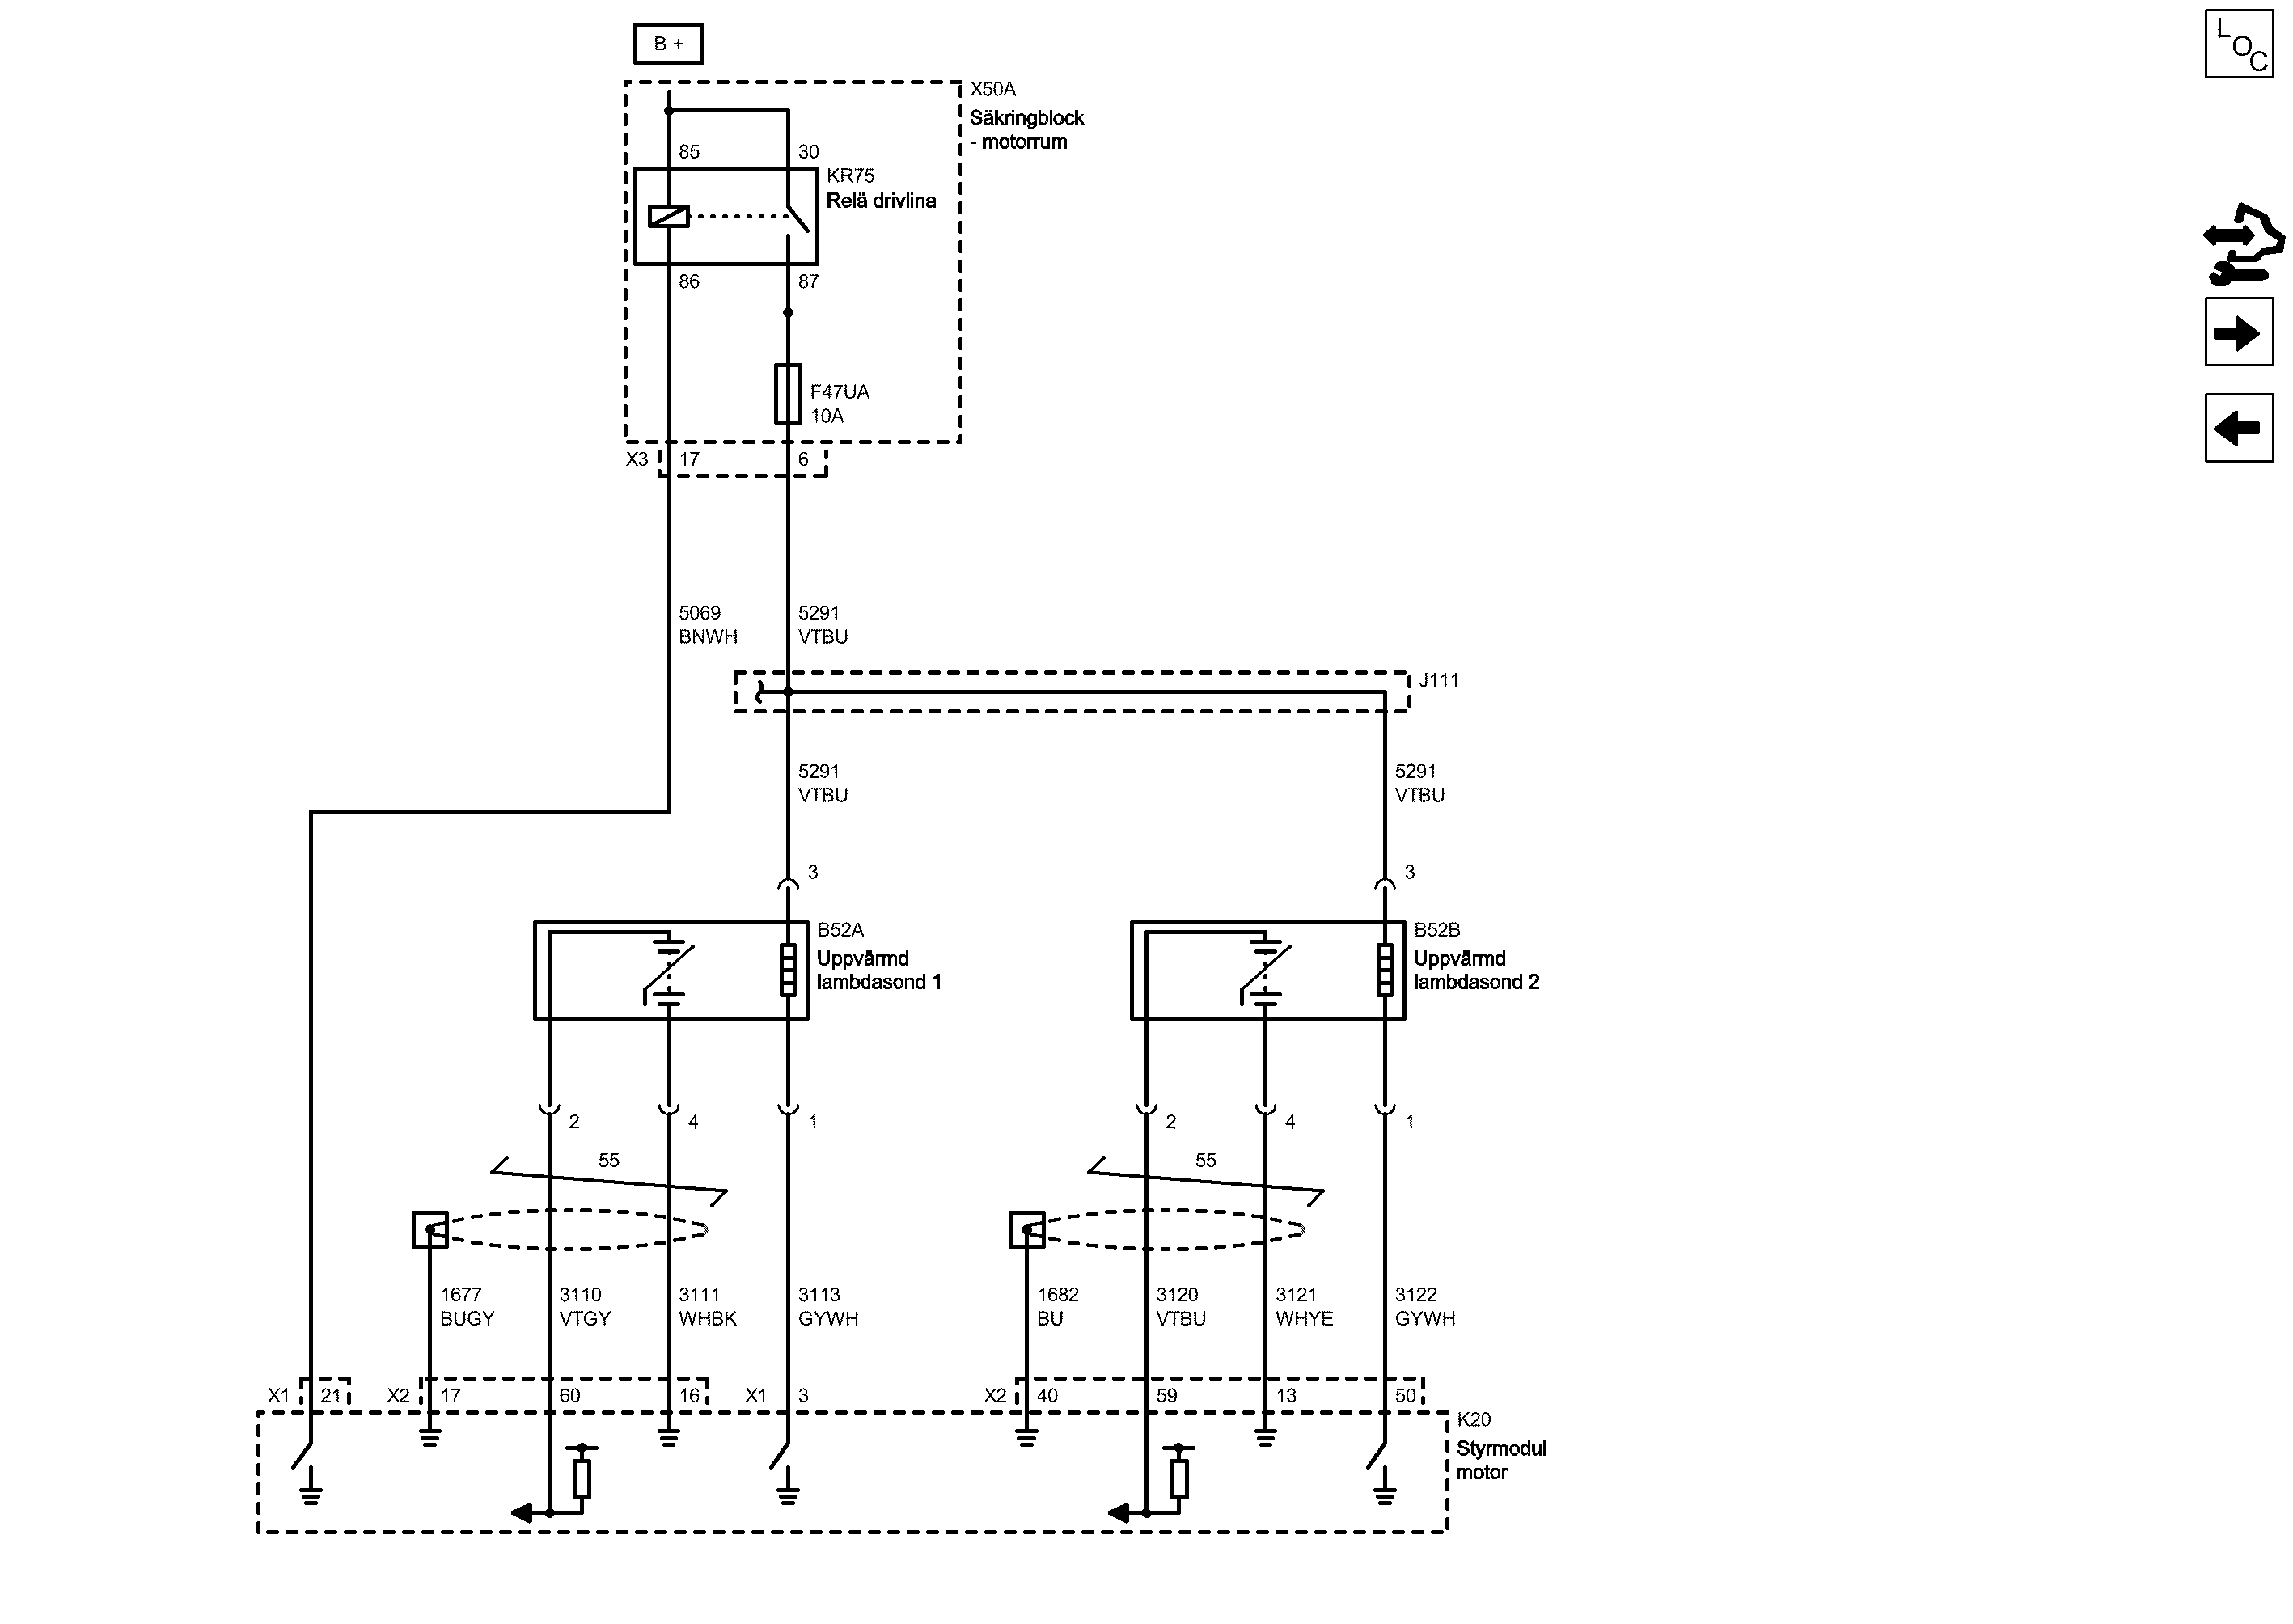 B +
LOC
X50A
Säkringblock
- motorrum
85
30
KR75
Relä drivlina
86
87
F47UA
10A
X3
17
6
5069
BNWH
5291
VTBU
J111
5291
VTBU
5291
VTBU
3
3
B52A
Uppvärmd
lambdasond 1
B52B
Uppvärmd
lambdasond 2
2
4
1
2
4
1
55
55
1677
BUGY
3110
VTGY
3111
WHBK
3113
GYWH
1682
BU
3120
VTBU
3121
WHYE
3122
GYWH
X1
21
X2
17
60
16
X1
3
X2
40
59
13
50
K20
Styrmodul
motor